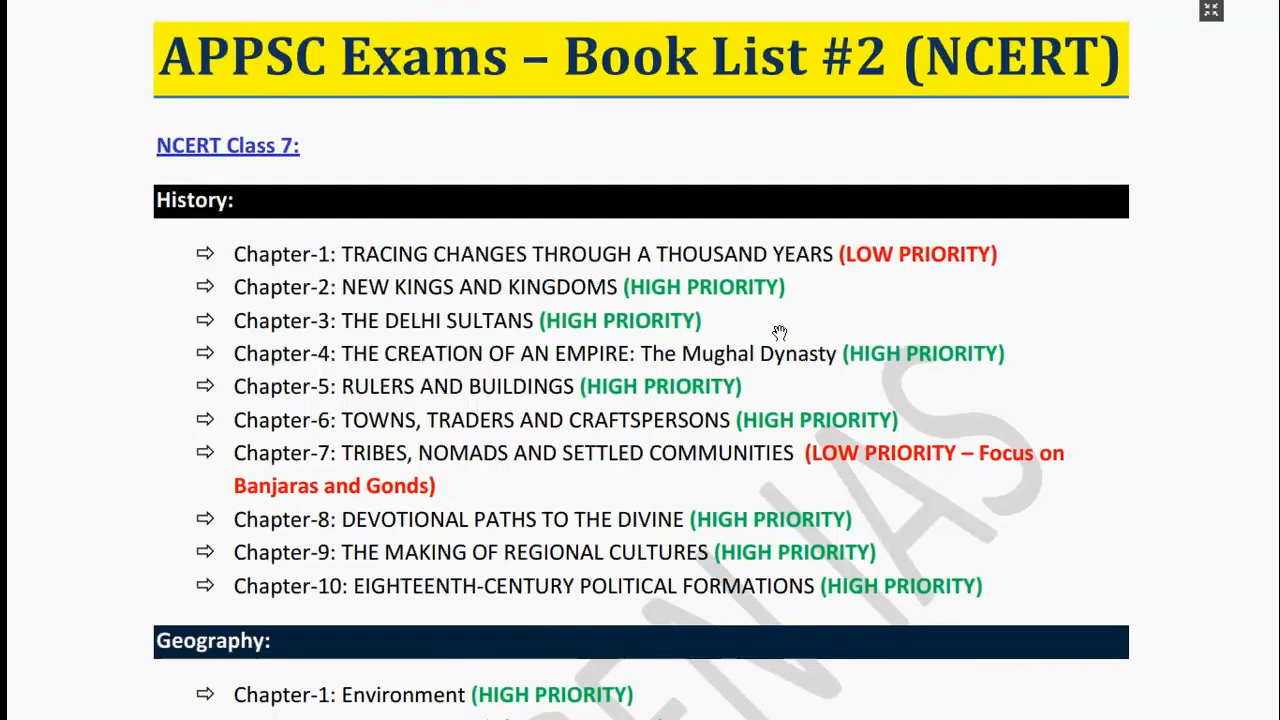 APPSC Exams – Book List #2 (NCERT)
NCERT Class 7:
History:
⇨ Chapter-1: TRACING CHANGES THROUGH A THOUSAND YEARS (LOW PRIORITY)
⇨ Chapter-2: NEW KINGS AND KINGDOMS (HIGH PRIORITY)
⇨ Chapter-3: THE DELHI SULTANS (HIGH PRIORITY)
⇨ Chapter-4: THE CREATION OF AN EMPIRE: The Mughal Dynasty (HIGH PRIORITY)
⇨ Chapter-5: RULERS AND BUILDINGS (HIGH PRIORITY)
⇨ Chapter-6: TOWNS, TRADERS AND CRAFTSPERSONS (HIGH PRIORITY)
⇨ Chapter-7: TRIBES, NOMADS AND SETTLED COMMUNITIES (LOW PRIORITY – Focus on
Banjaras and Gonds)
⇨ Chapter-8: DEVOTIONAL PATHS TO THE DIVINE (HIGH PRIORITY)
⇨ Chapter-9: THE MAKING OF REGIONAL CULTURES (HIGH PRIORITY)
⇨ Chapter-10: EIGHTEENTH-CENTURY POLITICAL FORMATIONS (HIGH PRIORITY)
Geography:
⇨ Chapter-1: Environment (HIGH PRIORITY)
IAS